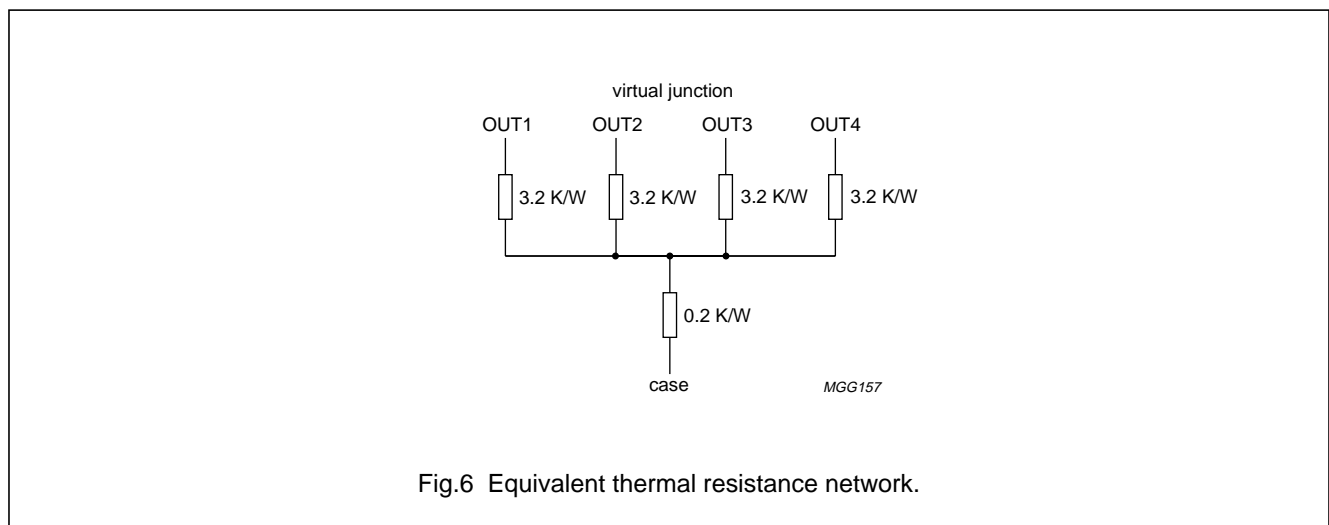 virtual junction
OUT1 OUT2 OUT3 OUT4
3.2 K/W 3.2 K/W 3.2 K/W 3.2 K/W
0.2 K/W
case
MGG157
Fig.6 Equivalent thermal resistance network.